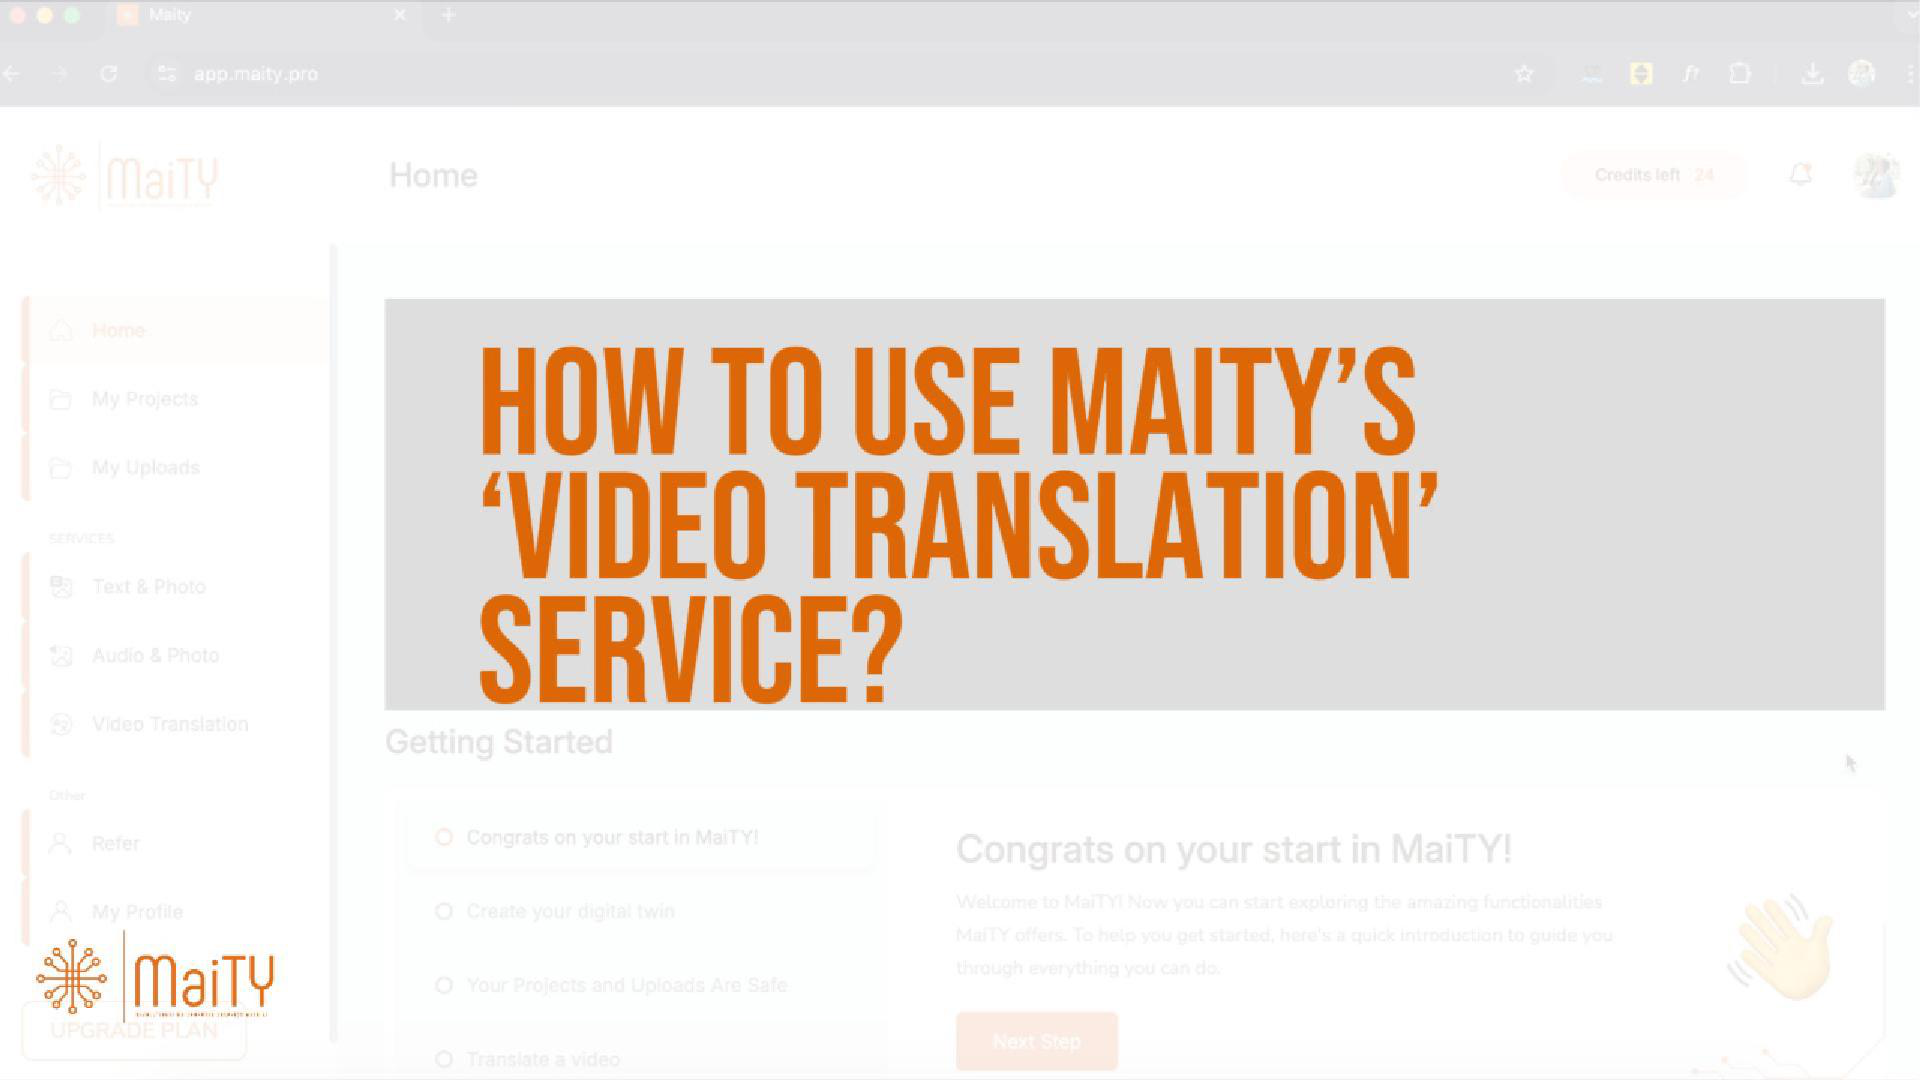 Maity
app.maity.pro
MaiTY
Home
Credits left 24
Home
My Projects
My Uploads
SERVICES
Text & Photo
Audio & Photo
Video Translation
Other
Refer
My Profile
MaiTY
UPGRADE PLAN
HOW TO USE MAITY’S
‘VIDEO TRANSLATION’
SERVICE?
Getting Started
Congrats on your start in MaiTY!
Create your digital twin
Your Projects and Uploads Are Safe
Translate a video
Congrats on your start in MaiTY!
Welcome to MaiTY! Now you can start exploring the amazing functionalities
MaiTY offers. To help you get started, here's a quick introduction to guide you
through everything you can do.
Next Step